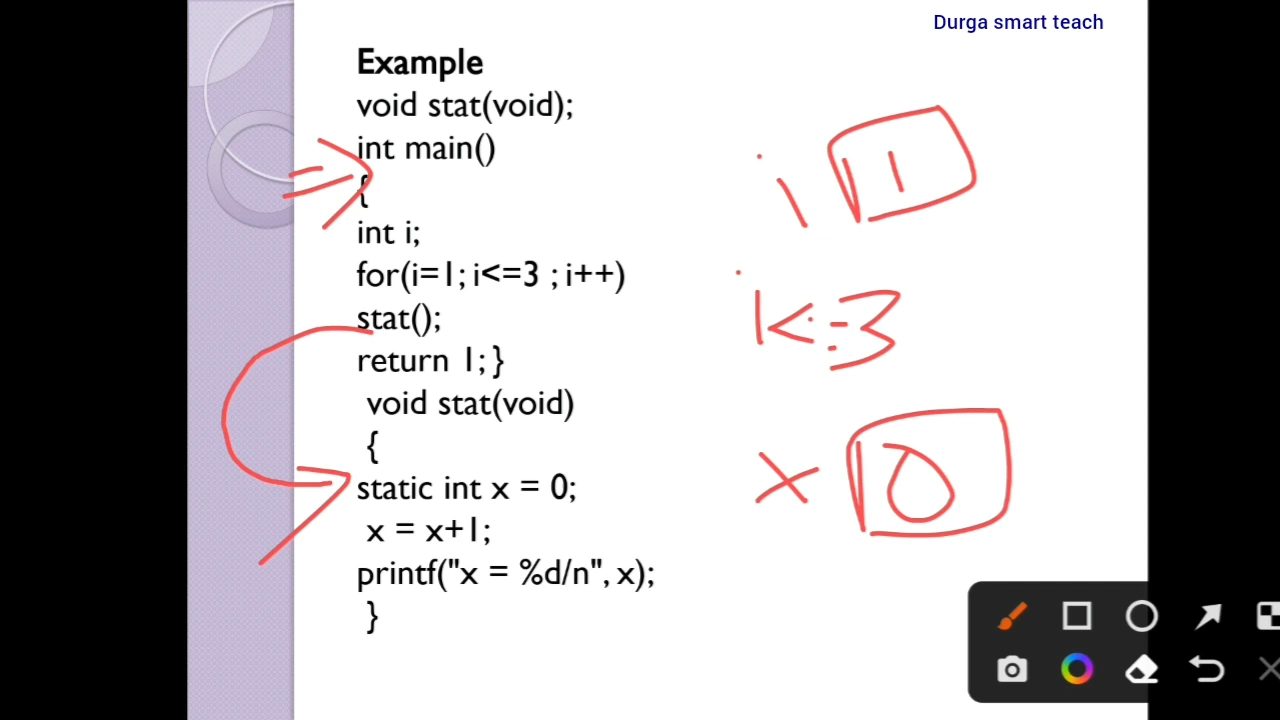 Durga smart teach
Example
void stat(void);
int main()
{
int i;
for(i=1; i<=3 ; i++)
stat();
return 1; }
void stat(void)
{
static int x = 0;
x = x+1;
printf("x = %d/n", x);
}
i 1
i<=3
x 0